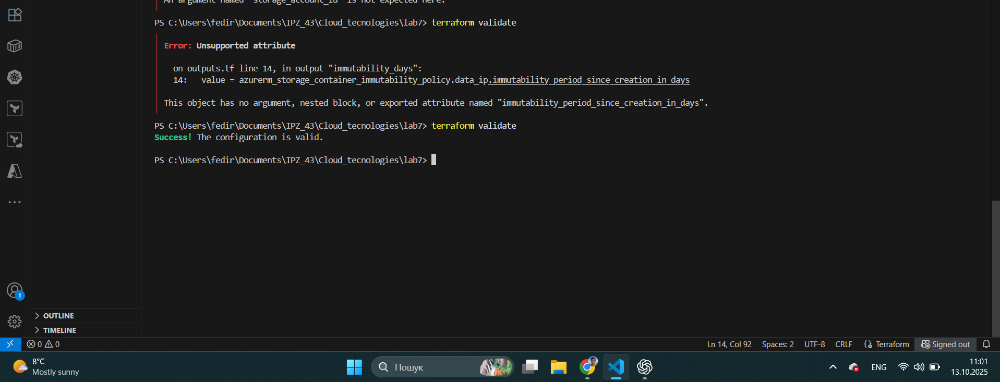 An argument named "storage_account_id" is not expected here.
PS C:\Users\fedir\Documents\IPZ_43\Cloud_tecnologies\lab7> terraform validate
Error: Unsupported attribute
on outputs.tf line 14, in output "immutability_days":
14:   value = azurerm_storage_container_immutability_policy.data_ip.immutability_period_since_creation_in_days
This object has no argument, nested block, or exported attribute named "immutability_period_since_creation_in_days".
PS C:\Users\fedir\Documents\IPZ_43\Cloud_tecnologies\lab7> terraform validate
Success! The configuration is valid.
PS C:\Users\fedir\Documents\IPZ_43\Cloud_tecnologies\lab7>
1
OUTLINE
TIMELINE
0 0 Ln 14, Col 92 Spaces: 2 UTF-8 CRLF Terraform Signed out
8°C
Mostly sunny
Пошук
ENG
11:01
13.10.2025